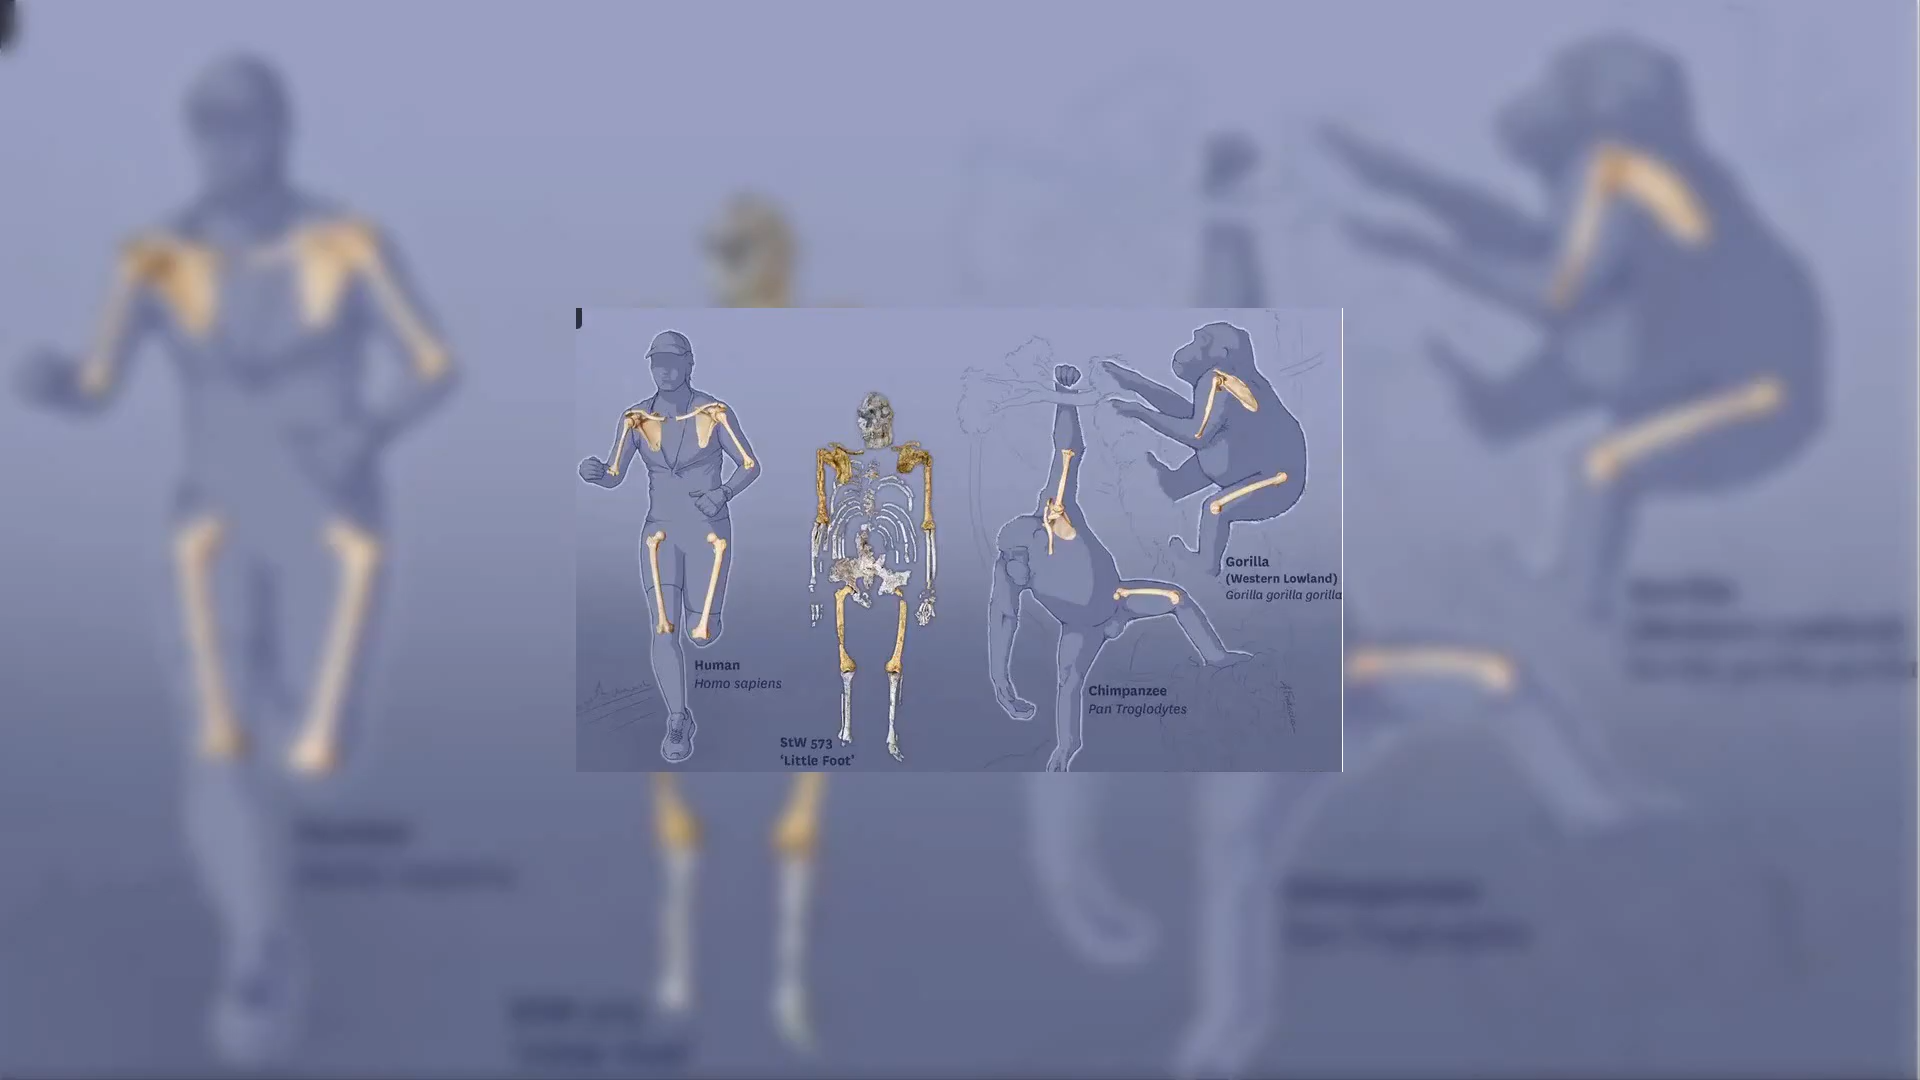 Gorilla
(Western Lowland)
Gorilla gorilla gorilla
Human
Homo sapiens
Chimpanzee
Pan Troglodytes
StW 573
'Little Foot'